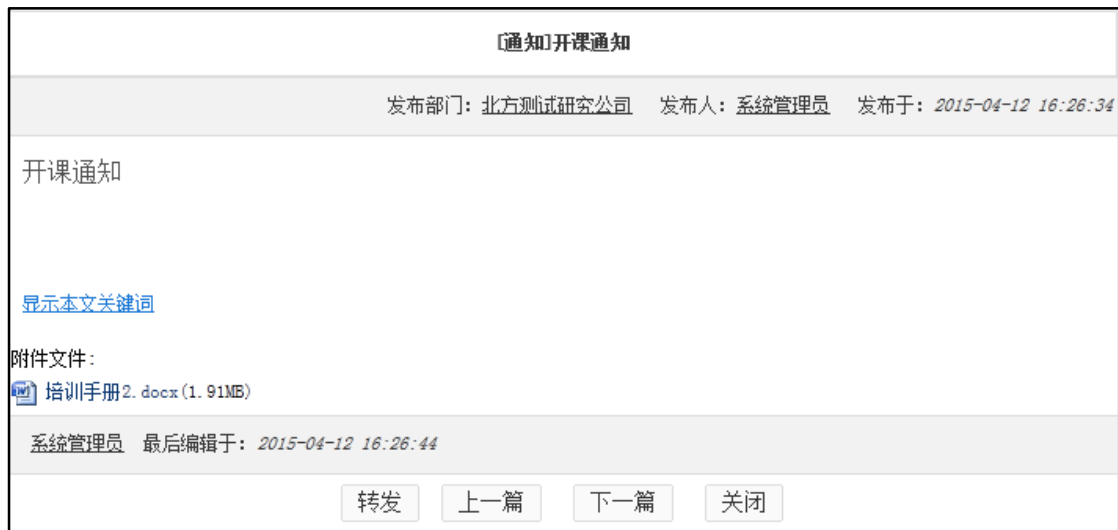 [通知]开课通知
发布部门：北方测试研究公司 发布人：系统管理员 发布于：2015-04-12 16:26:34
开课通知
显示本文关键词
附件文件:
培训手册2.docx(1.91MB)
系统管理员 最后编辑于：2015-04-12 16:26:44
转发 上一篇 下一篇 关闭